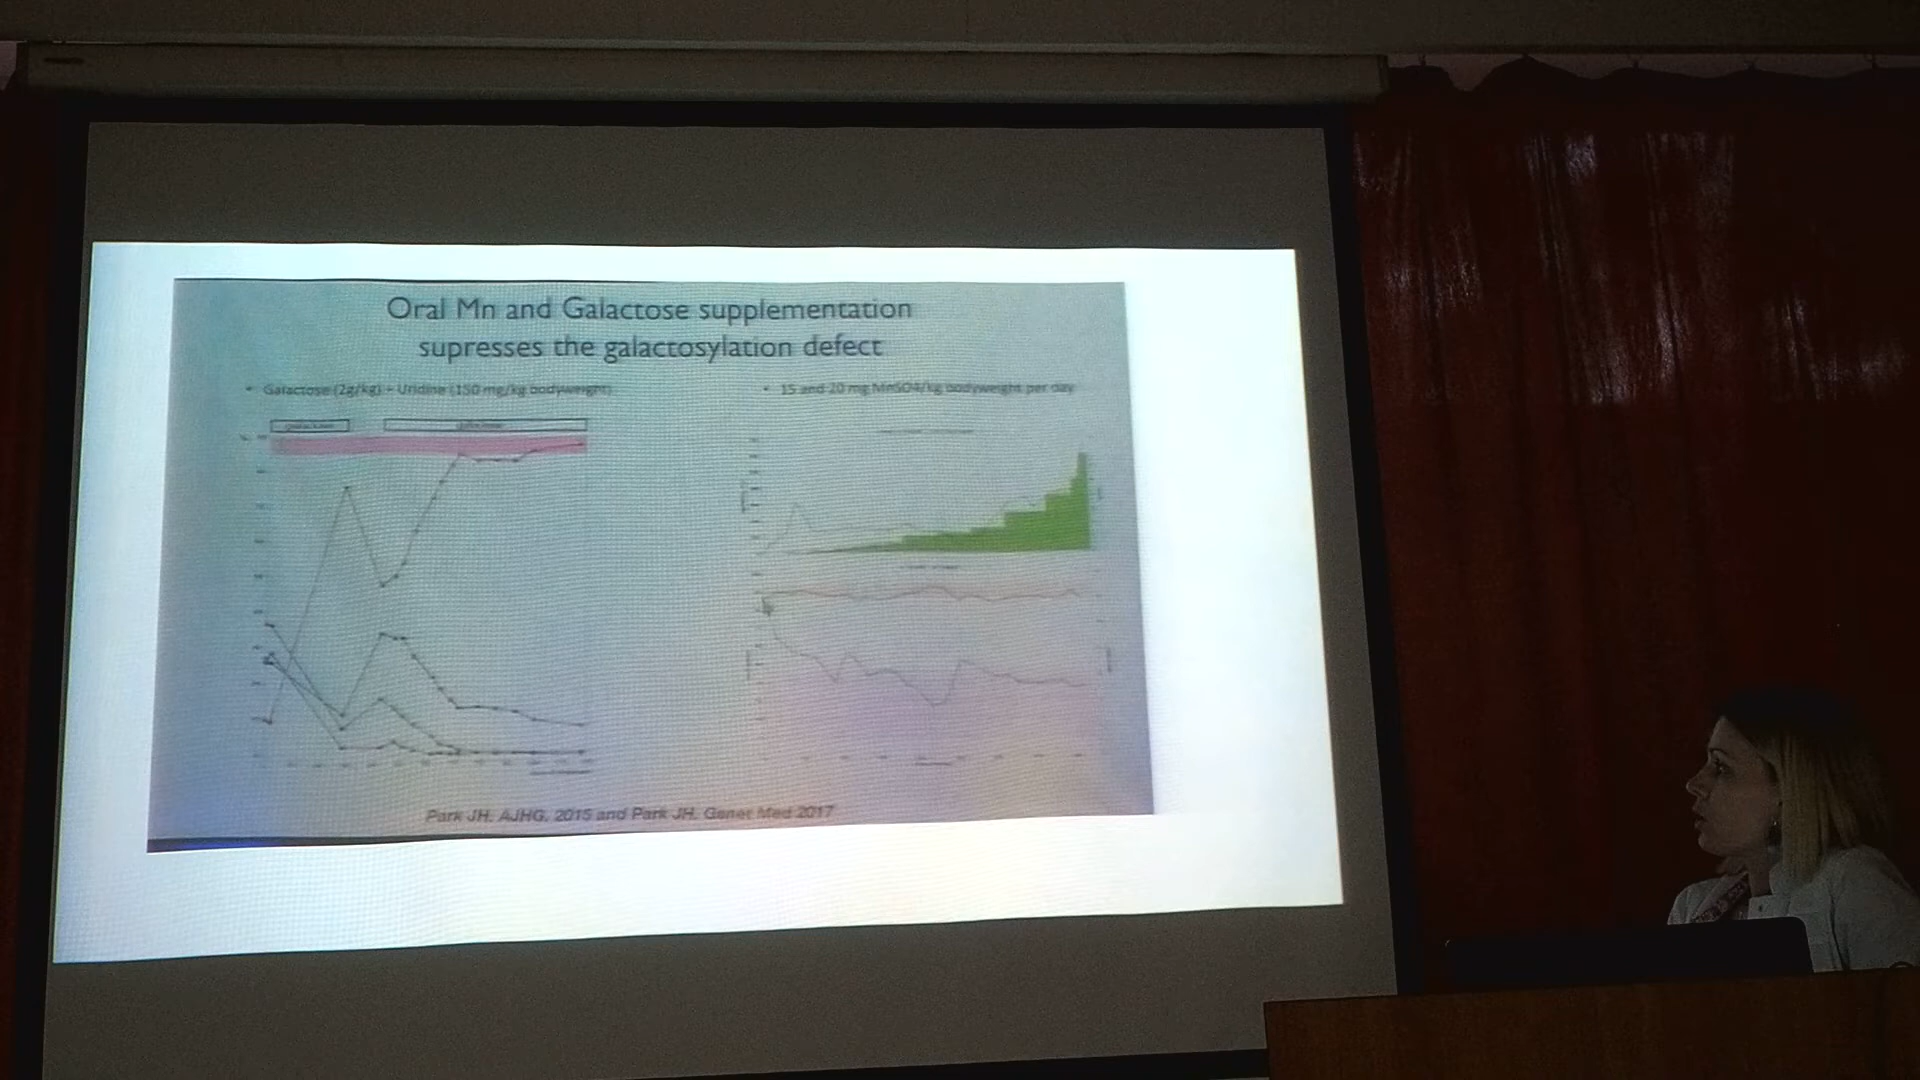 Oral Mn and Galactose supplementation
supresses the galactosylation defect
• Galactose (2g/kg) – Uridine (150 mg/kg bodyweight)
• 15 and 20 mg MnSO4/kg bodyweight per day
Park JH, AJHG, 2015 and Park JH, Genet Med 2017